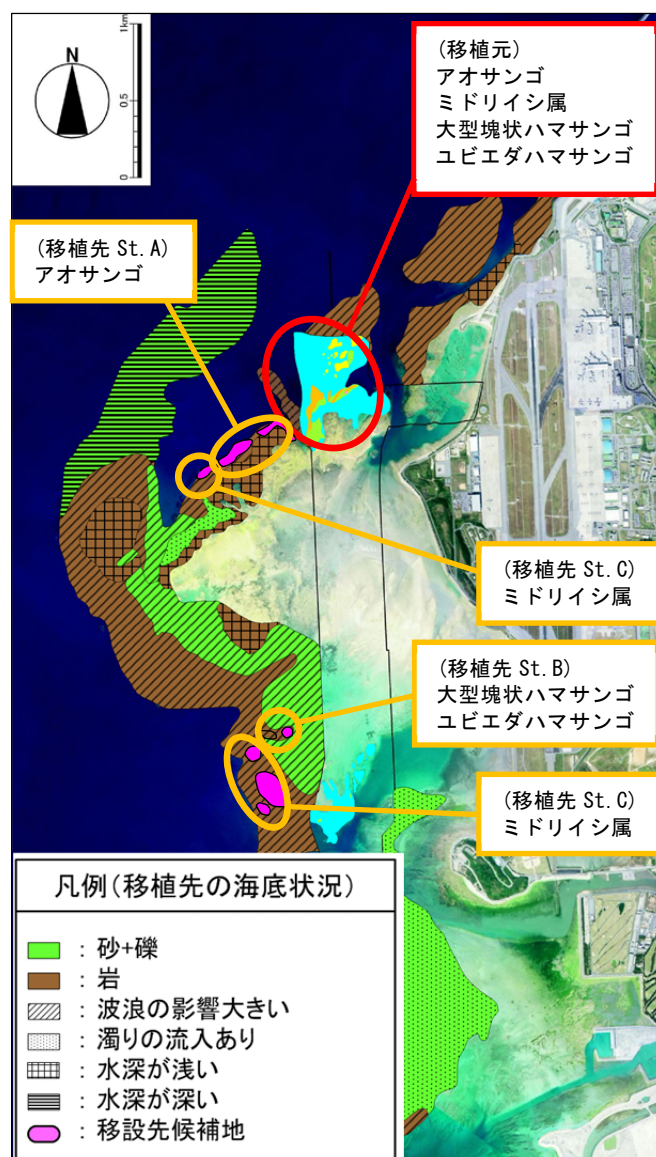 N
0
0.5
1km
(移植元)
アオサンゴ
ミドリイシ属
大型塊状ハマサンゴ
ユビエダハマサンゴ
(移植先 St.A)
アオサンゴ
(移植先 St.C)
ミドリイシ属
(移植先 St.B)
大型塊状ハマサンゴ
ユビエダハマサンゴ
(移植先 St.C)
ミドリイシ属
凡例(移植先の海底状況)
：砂+礫
：岩
：波浪の影響大きい
：濁りの流入あり
：水深が浅い
：水深が深い
：移設先候補地